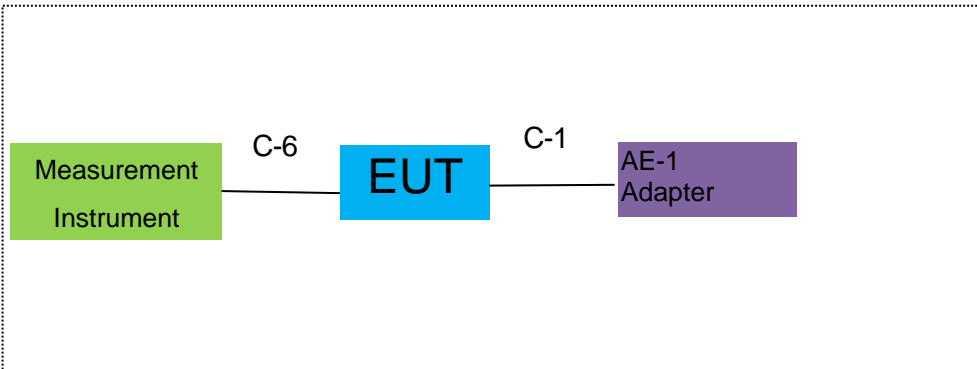 Measurement
Instrument
C-6
EUT
C-1
AE-1
Adapter